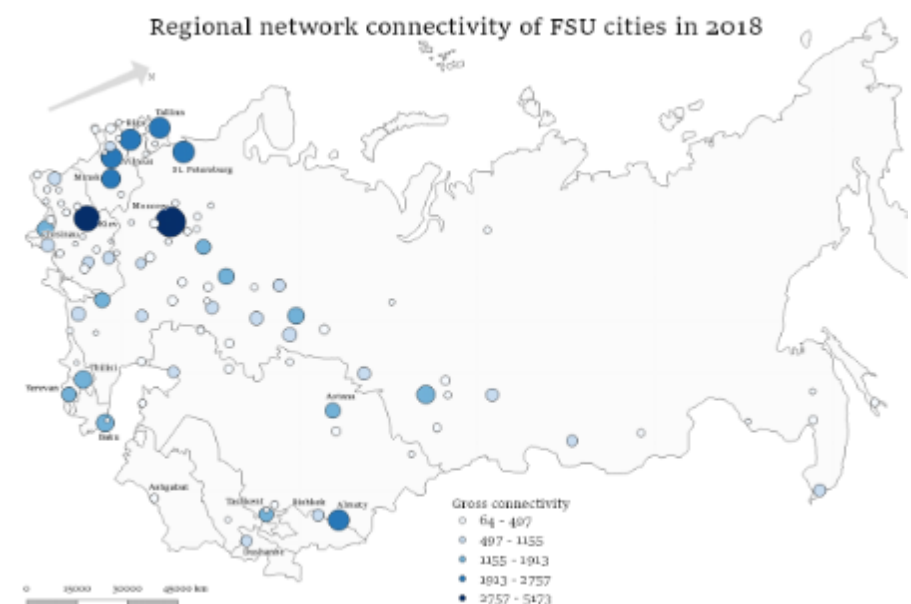 Regional network connectivity of FSU cities in 2018
N
Tallinn
Riga
Vilnius
St. Petersburg
Minsk
Moscow
Kiev
Chisinau
Tbilisi
Yerevan
Baku
Astana
Ashgabat
Tashkent
Bishkek
Almaty
Dushanbe
Gross connectivity
64 - 497
497 - 1155
1155 - 1913
1913 - 2757
2757 - 5173
0 15000 30000 45000 km